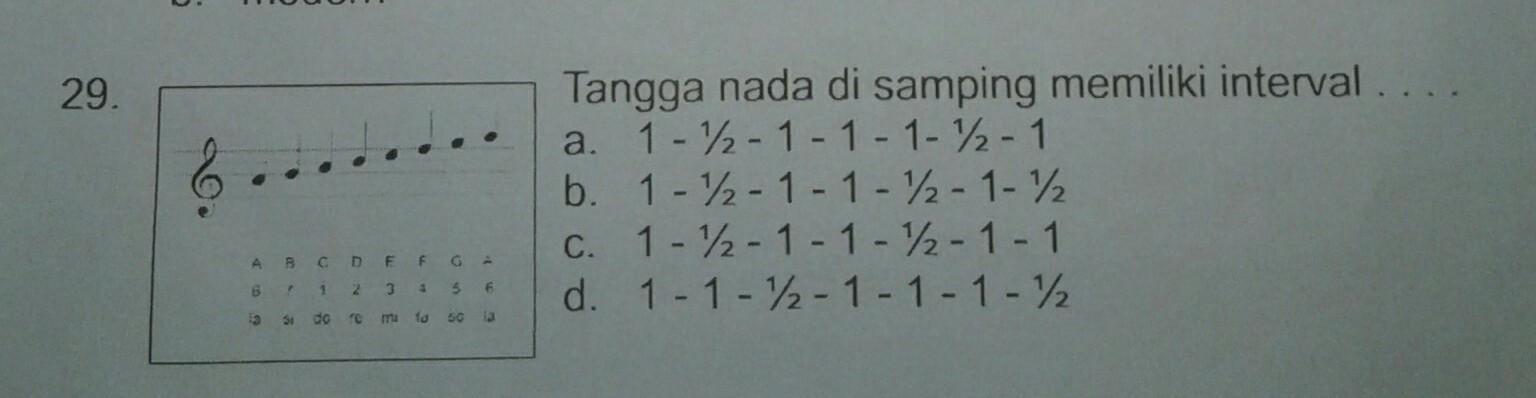 29.
Tangga nada di samping memiliki interval . . . .
a. 1 - ½ - 1 - 1 - 1- ½ - 1
b. 1 - ½ - 1 - 1 - ½ - 1- ½
c. 1 - ½ - 1 - 1 - ½ - 1 - 1
d. 1 - 1 - ½ - 1 - 1 - 1 - ½
A B C D E F G A
6 1 2 3 4 5 6
la si do re mi fa so la